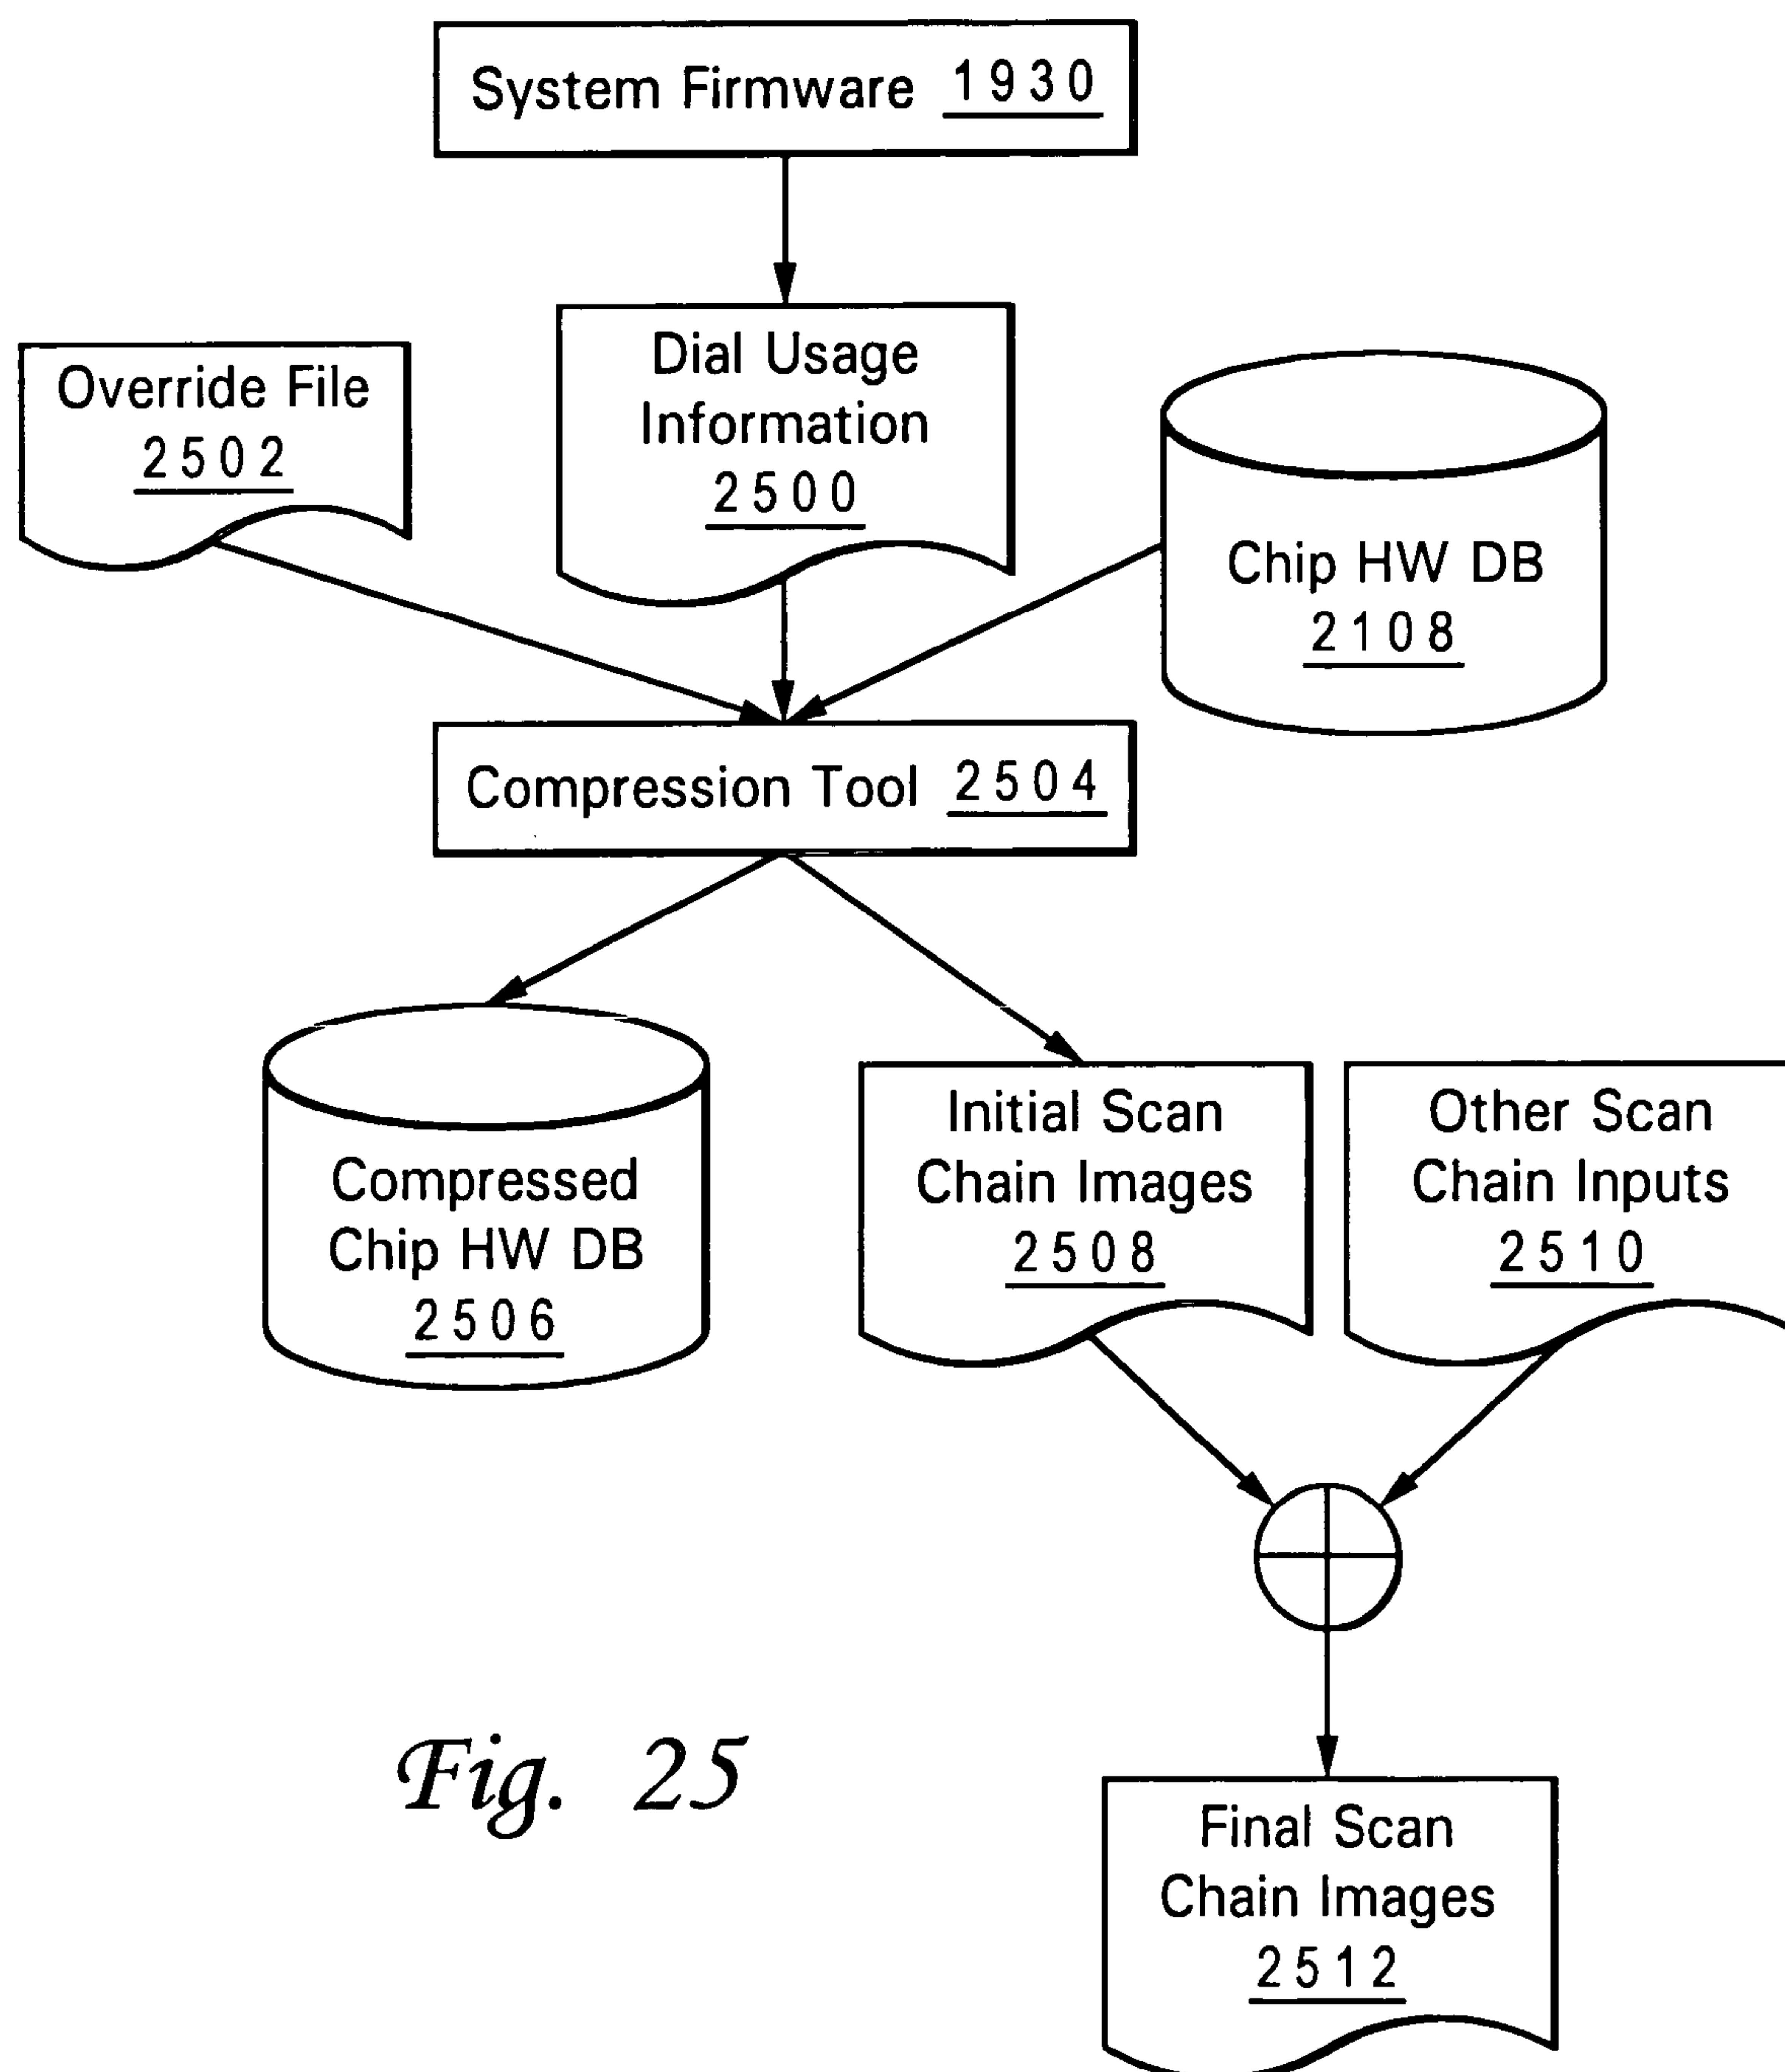 System Firmware 1930
Override File
2502
Dial Usage
Information
2500
Chip HW DB
2108
Compression Tool 2504
Compressed
Chip HW DB
2506
Initial Scan
Chain Images
2508
Other Scan
Chain Inputs
2510
Fig. 25
Final Scan
Chain Images
2512